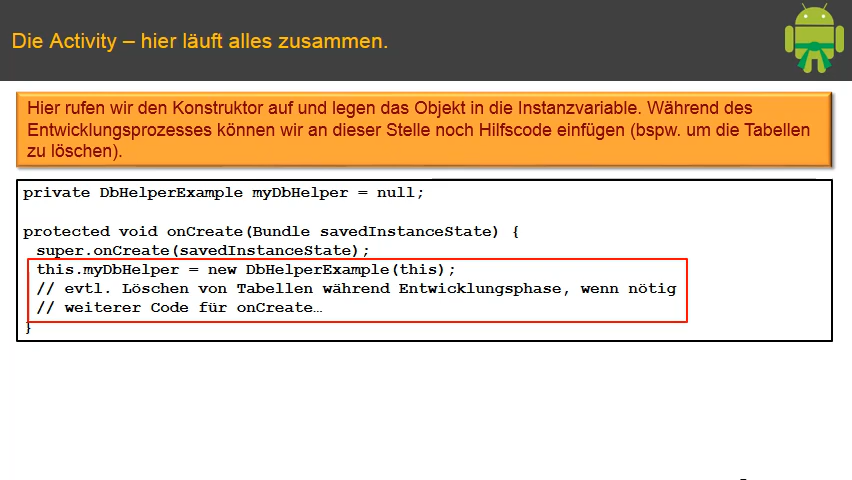 Die Activity – hier läuft alles zusammen.
Hier rufen wir den Konstruktor auf und legen das Objekt in die Instanzvariable. Während des
Entwicklungsprozesses können wir an dieser Stelle noch Hilfscode einfügen (bspw. um die Tabellen
zu löschen).
private DbHelperExample myDbHelper = null;
protected void onCreate(Bundle savedInstanceState) {
super.onCreate(savedInstanceState);
this.myDbHelper = new DbHelperExample(this);
// evtl. Löschen von Tabellen während Entwicklungsphase, wenn nötig
// weiterer Code für onCreate…
}